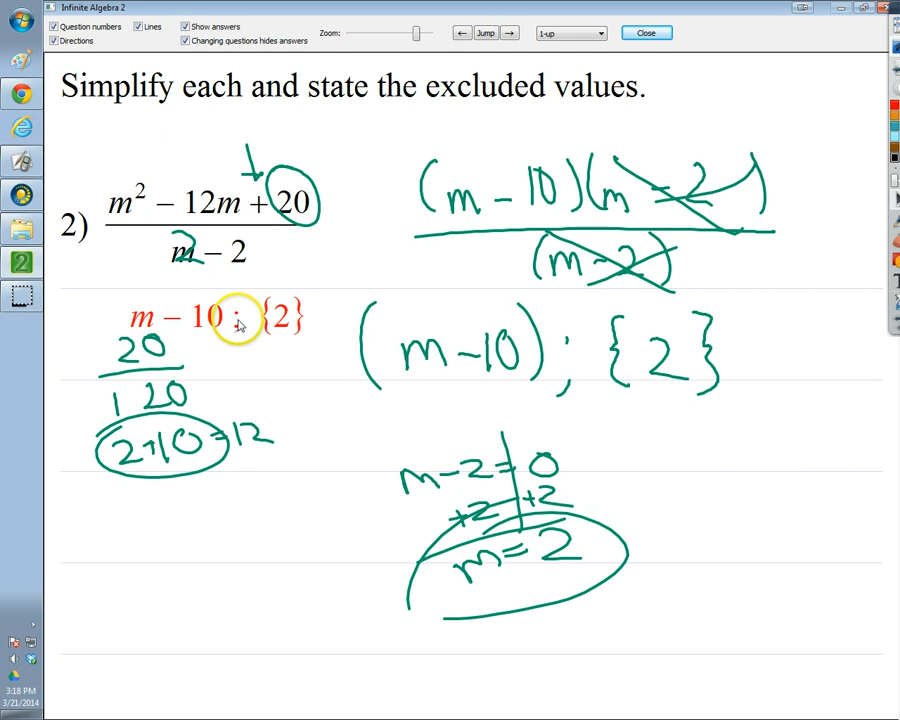 Infinite Algebra 2
Question numbers Lines Show answers
Directions Changing questions hides answers
Zoom: ← Jump → 1-up Close
Simplify each and state the excluded values.
2) (m² − 12m + 20) / (m − 2)
2
m − 10 ; {2}
20
1 20
2+10=12
(m − 10)(m − 2)
(m − 2)
(m − 10) ; { 2 }
m − 2 = 0
+2 +2
m = 2
2
3:18 PM
3/21/2014